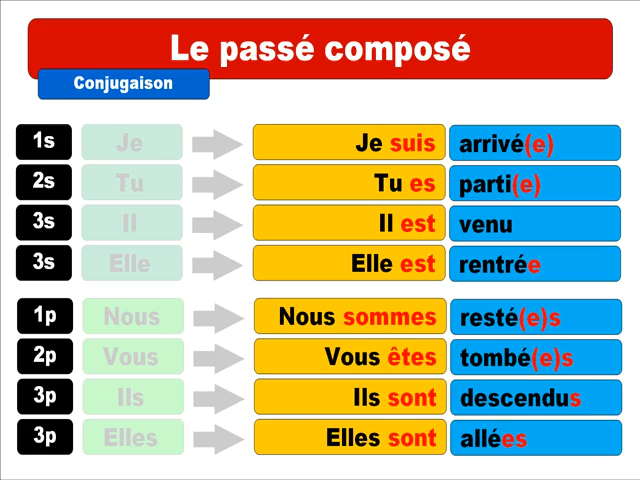 Le passé composé
Conjugaison
1s Je Je suis arrivé(e)
2s Tu Tu es parti(e)
3s Il Il est venu
3s Elle Elle est rentrée
1p Nous Nous sommes resté(e)s
2p Vous Vous êtes tombé(e)s
3p Ils Ils sont descendus
3p Elles Elles sont allées